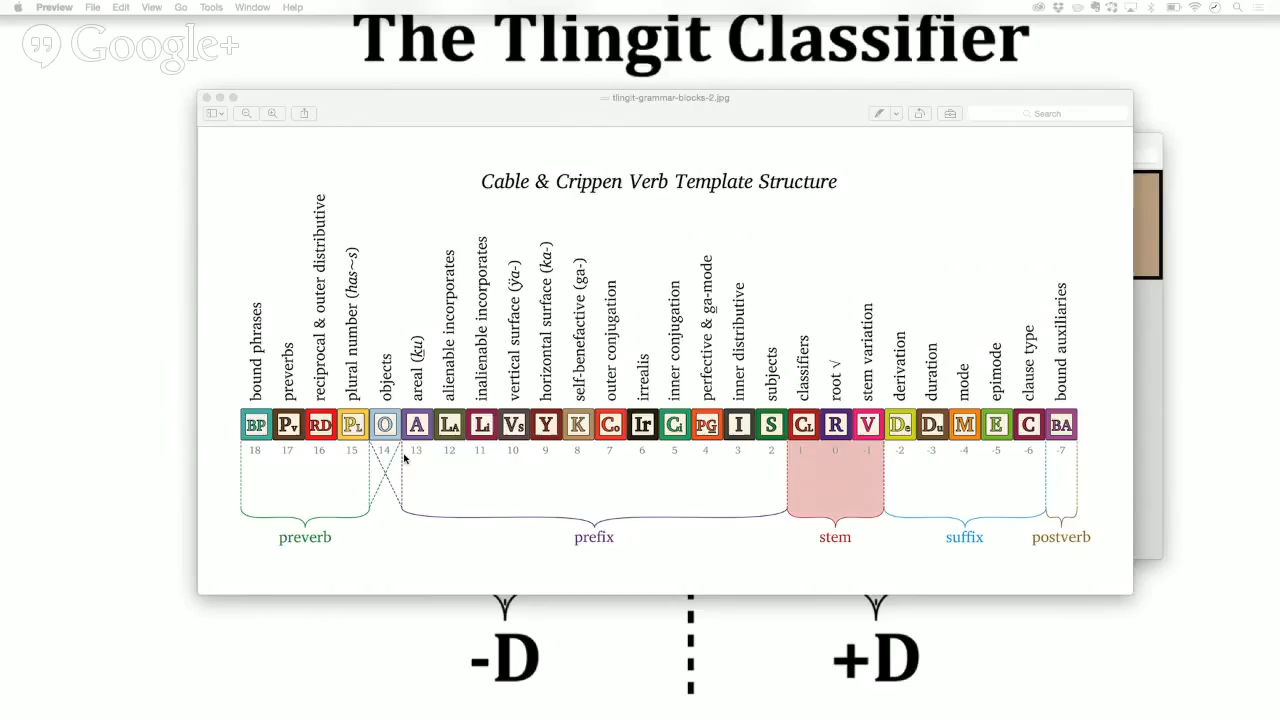 Preview File Edit View Go Tools Window Help
Google+
The Tlingit Classifier
tlingit-grammar-blocks-2.jpg
Search
Cable & Crippen Verb Template Structure
bound phrases
preverbs
reciprocal & outer distributive
plural number (has~s)
objects
areal (ḵu)
alienable incorporates
inalienable incorporates
vertical surface (ÿa-)
horizontal surface (ka-)
self-benefactive (ga-)
outer conjugation
irrealis
inner conjugation
perfective & g̱a-mode
inner distributive
subjects
classifiers
root √
stem variation
derivation
duration
mode
epimode
clause type
bound auxiliaries
BP Pv RD PL O A LA Li Vs Y K Co Ir Ci PG I S CL R V De Du M E C BA
18 17 16 15 14 13 12 11 10 9 8 7 6 5 4 3 2 1 0 -1 -2 -3 -4 -5 -6 -7
preverb prefix stem suffix postverb
-D +D